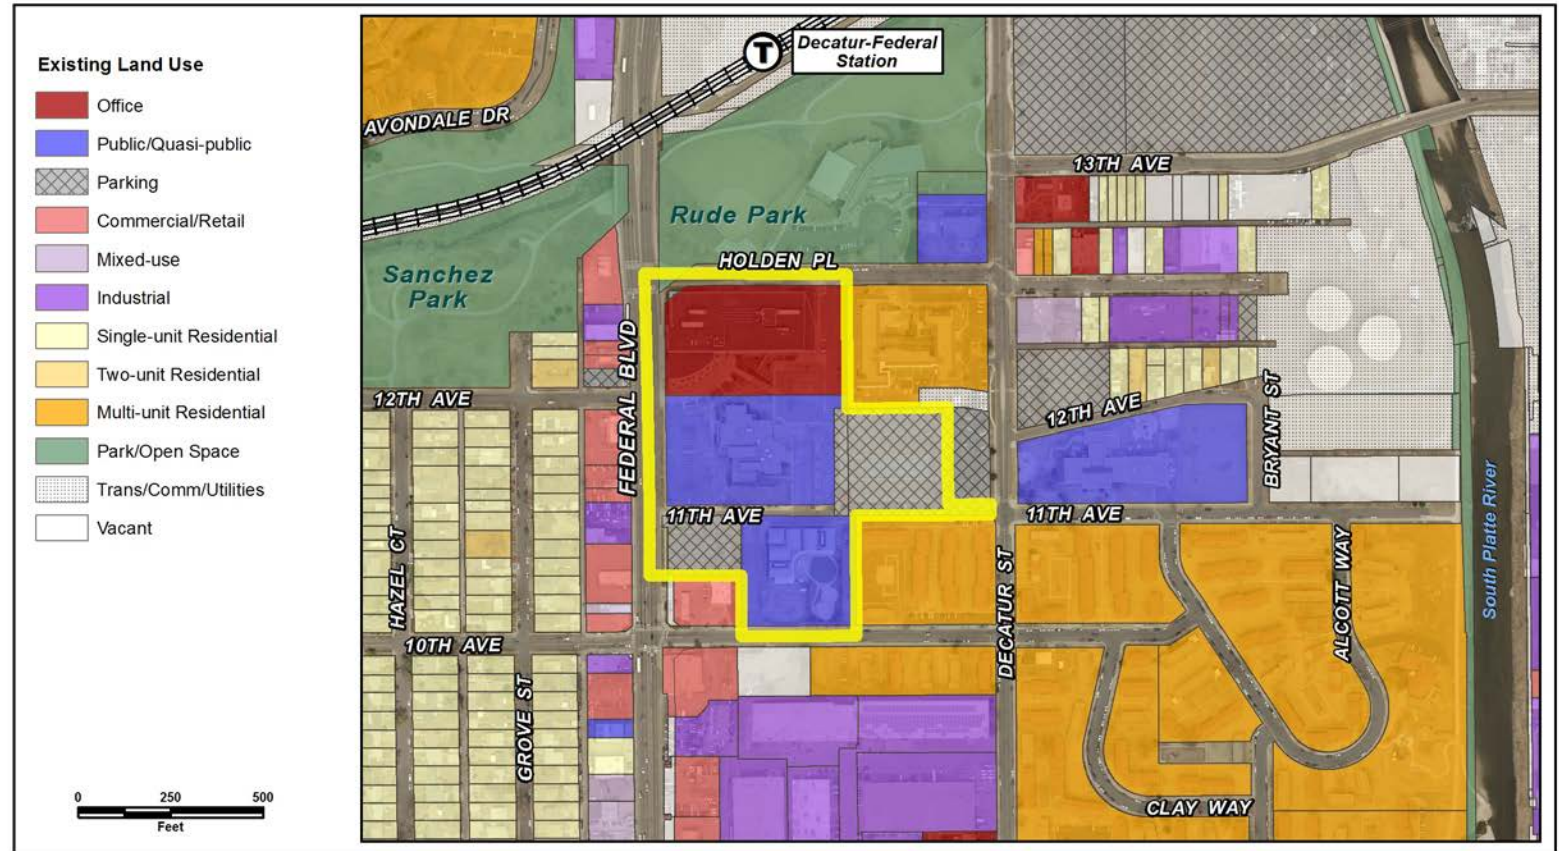 Existing Land Use
Office
Public/Quasi-public
Parking
Commercial/Retail
Mixed-use
Industrial
Single-unit Residential
Two-unit Residential
Multi-unit Residential
Park/Open Space
Trans/Comm/Utilities
Vacant
0 250 500
Feet
T
Decatur-Federal
Station
AVONDALE DR
13TH AVE
Rude Park
HOLDEN PL
Sanchez
Park
FEDERAL BLVD
12TH AVE
12TH AVE
BRYANT ST
11TH AVE
11TH AVE
HAZEL CT
DECATUR ST
ALCOTT WAY
South Platte River
10TH AVE
GROVE ST
CLAY WAY